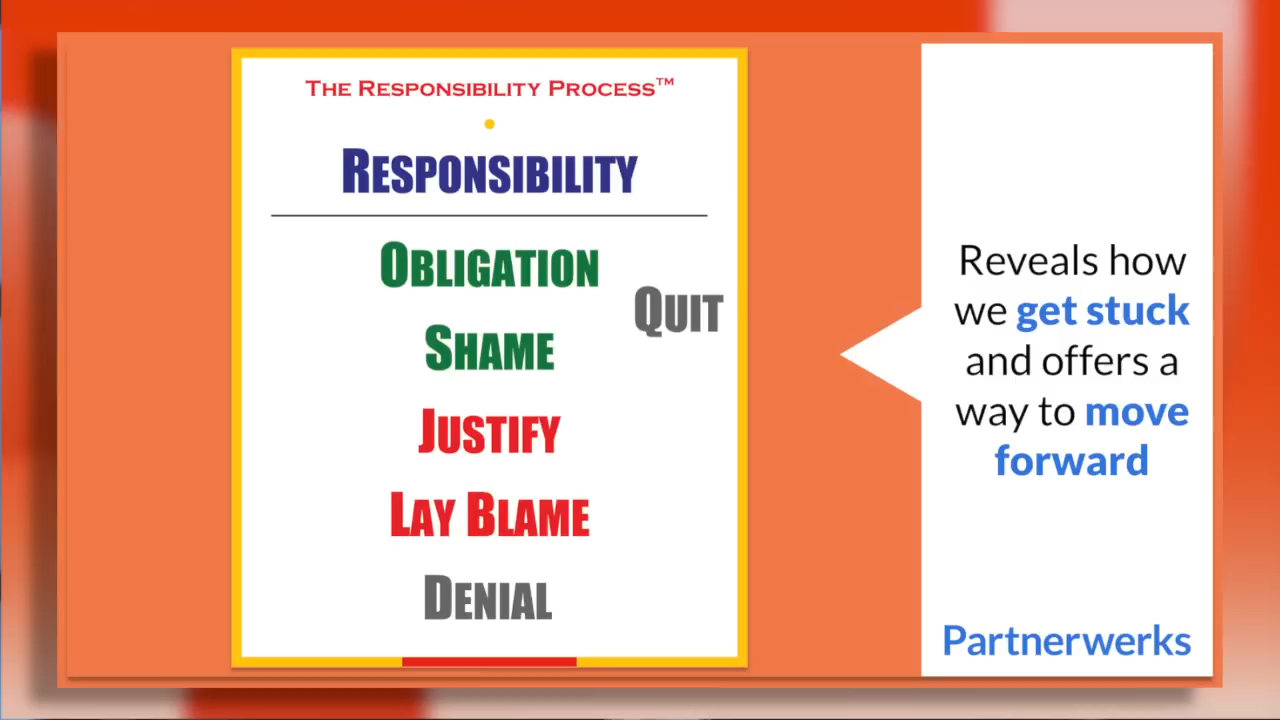 The Responsibility Process™
Responsibility
Obligation
Quit
Shame
Justify
Lay Blame
Denial
Reveals how
we get stuck
and offers a
way to move
forward
Partnerwerks